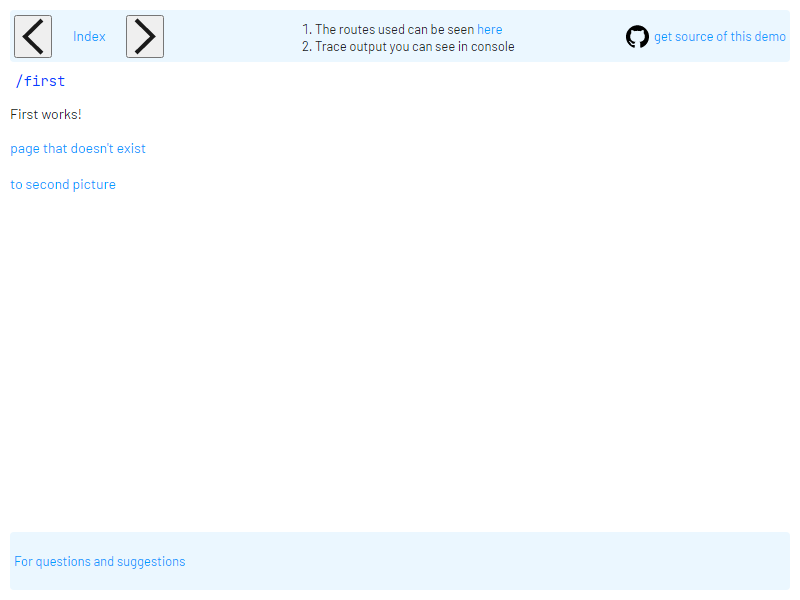 Index
1. The routes used can be seen here
2. Trace output you can see in console
get source of this demo
/first
First works!
page that doesn't exist
to second picture
For questions and suggestions